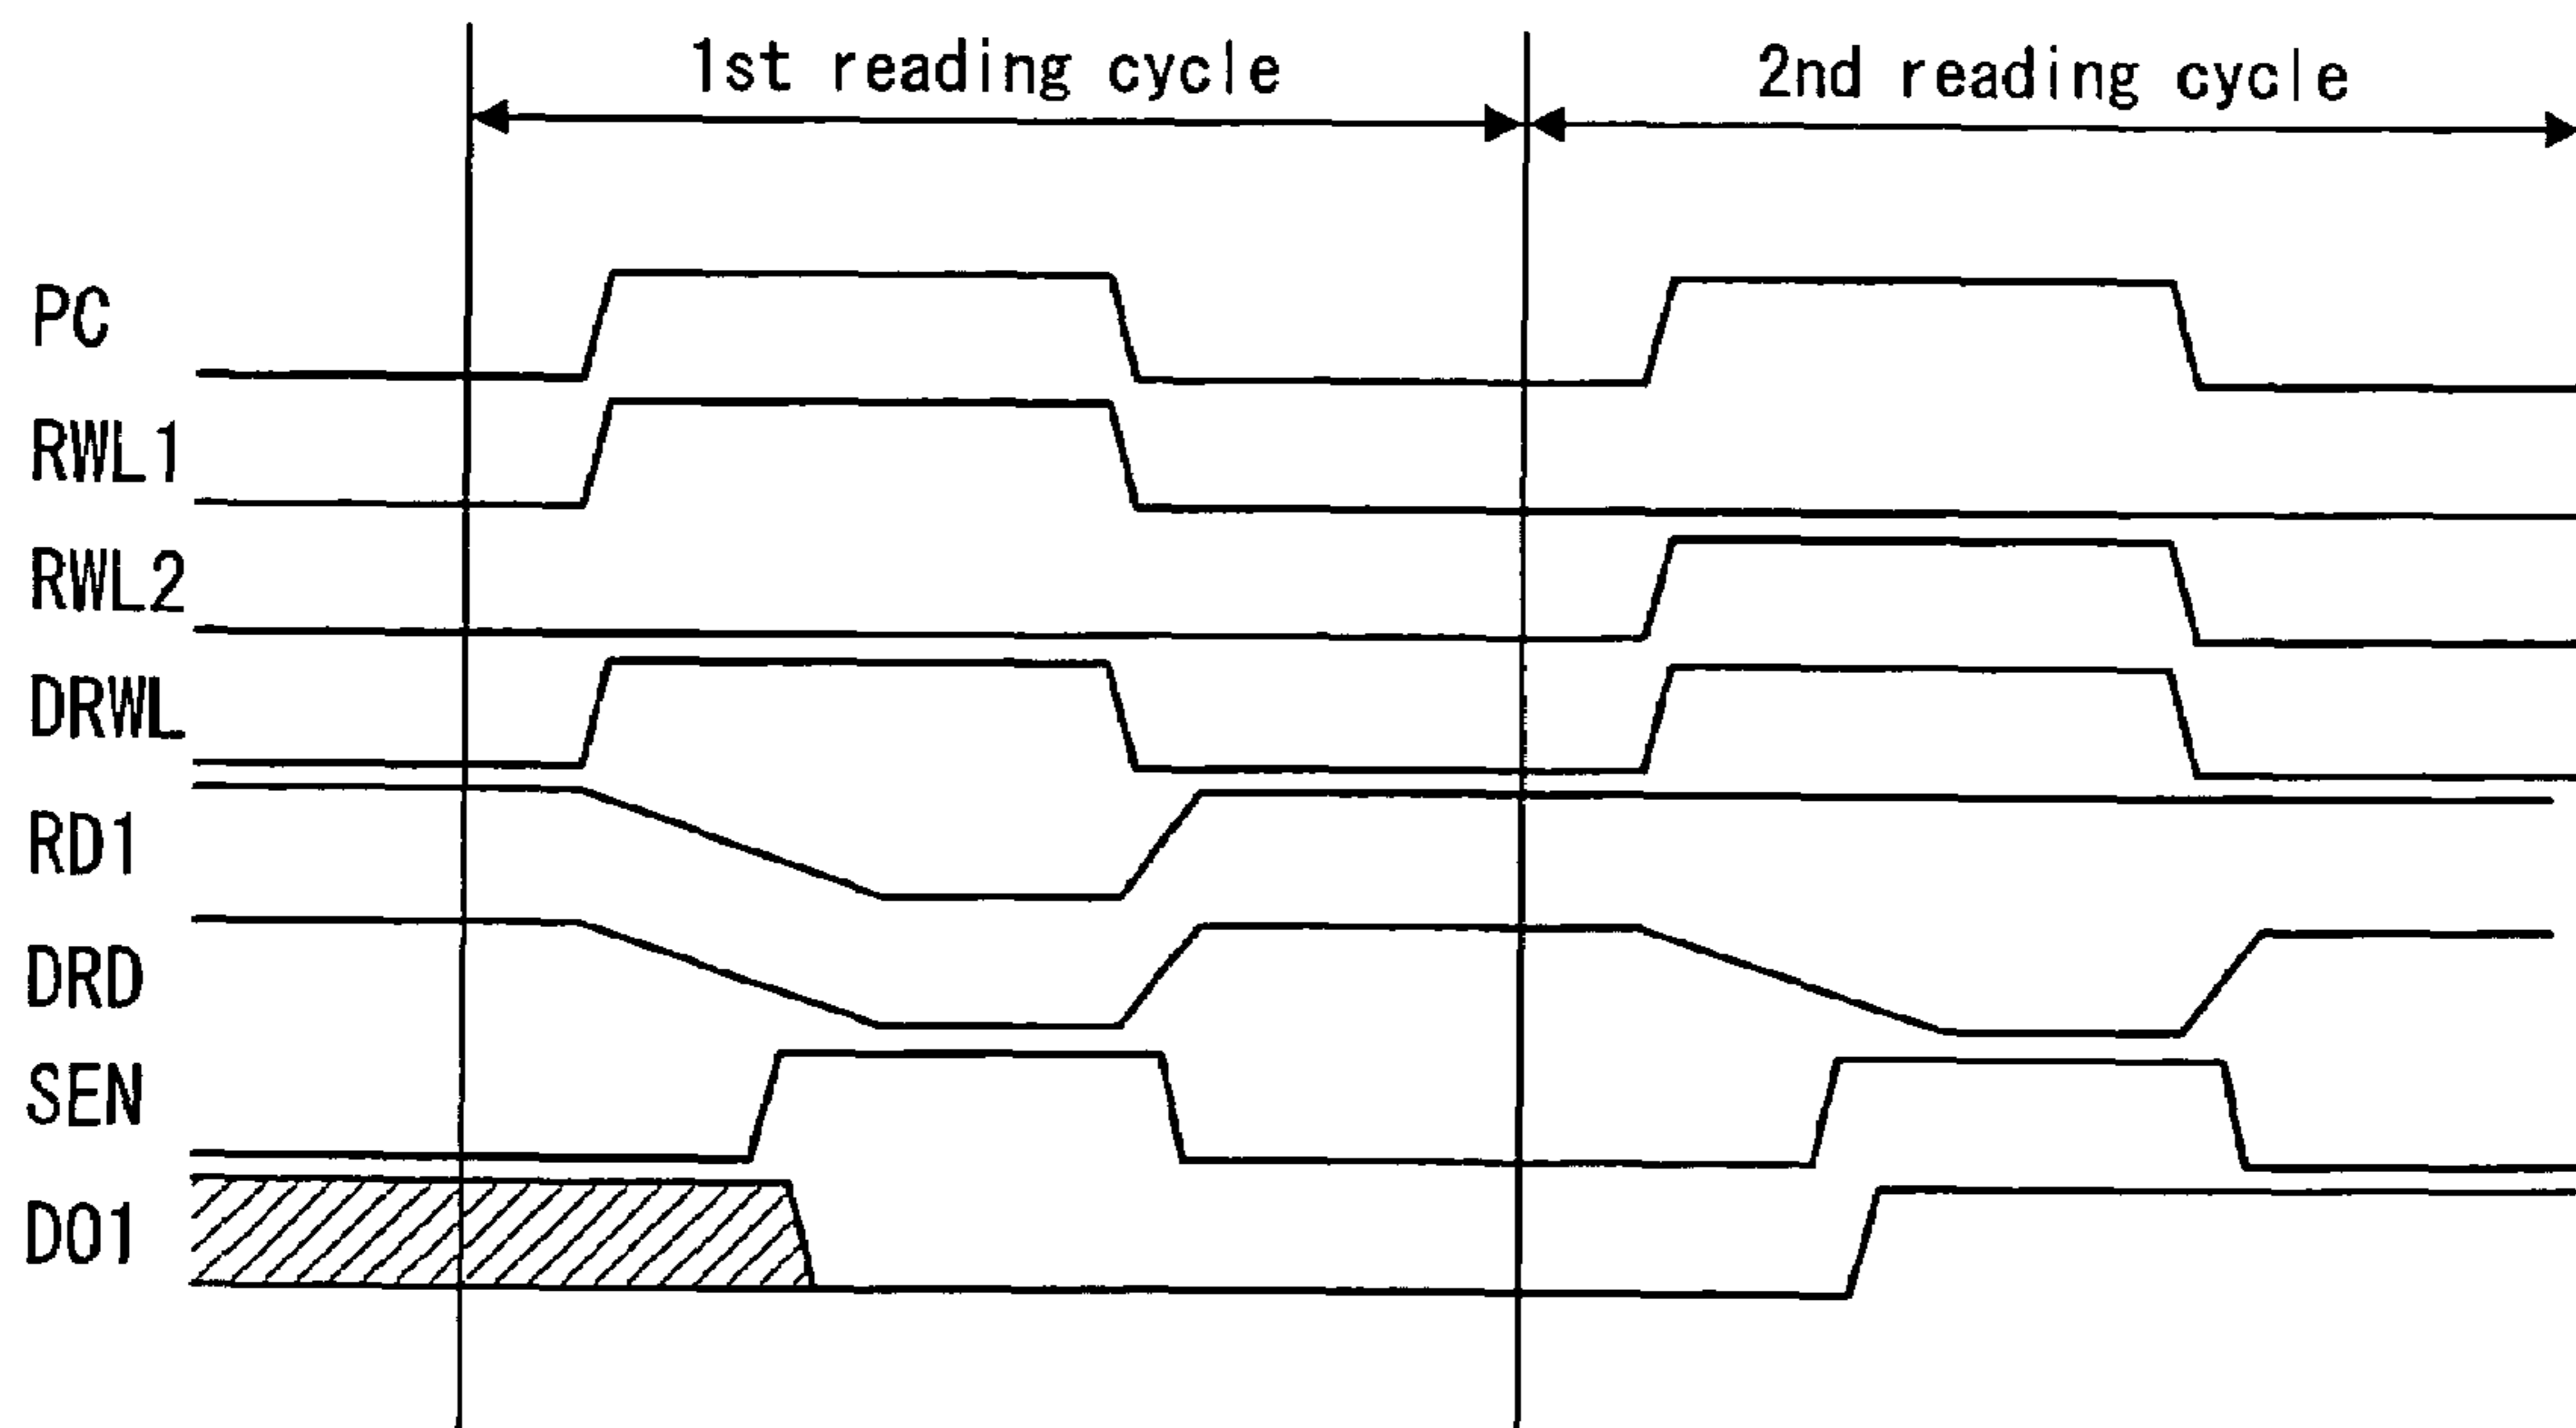 1st reading cycle
2nd reading cycle
PC
RWL1
RWL2
DRWL
RD1
DRD
SEN
DO1